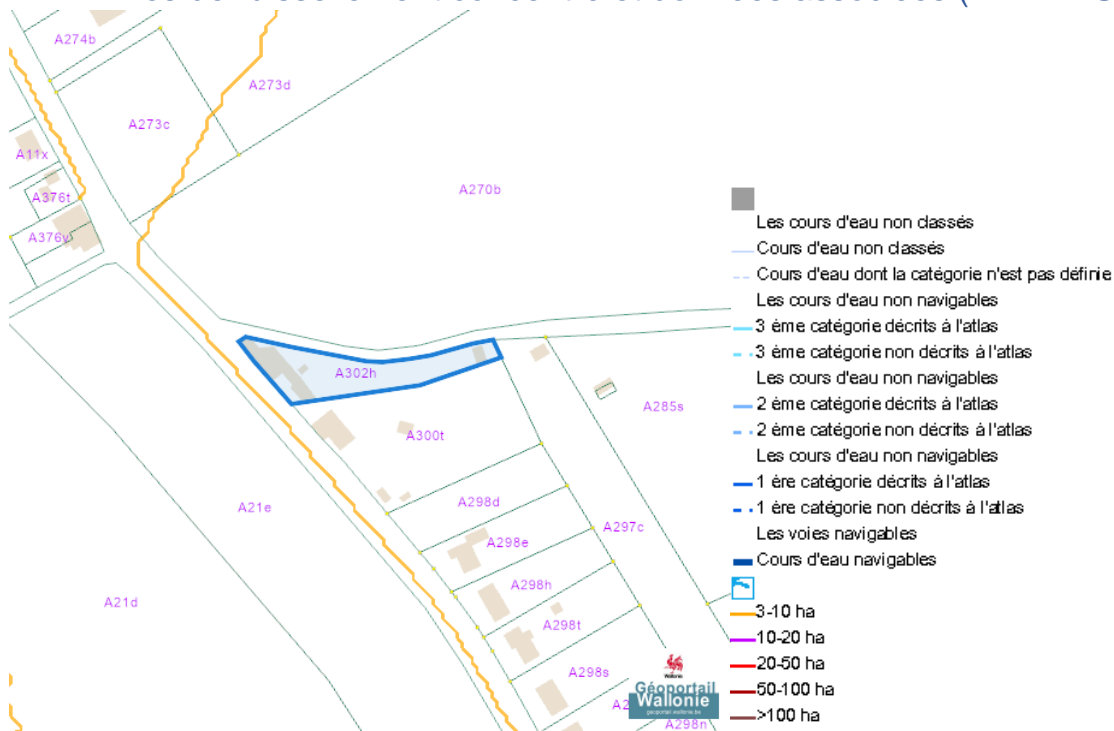 A274b
A273d
A273c
A11x
A376t
A270b
A376v
A302h
A300t
A285s
A298d
A21e
A297c
A298e
A298h
A21d
A298t
A298s
A298n
Wallonie
Géoportail
Wallonie
geoportail.wallonie.be
Les cours d'eau non classés
Cours d'eau non classés
Cours d'eau dont la catégorie n'est pas définie
Les cours d'eau non navigables
3 ème catégorie décrits à l'atlas
3 ème catégorie non décrits à l'atlas
Les cours d'eau non navigables
2 ème catégorie décrits à l'atlas
2 ème catégorie non décrits à l'atlas
Les cours d'eau non navigables
1 ère catégorie décrits à l'atlas
1 ère catégorie non décrits à l'atlas
Les voies navigables
Cours d'eau navigables
3-10 ha
10-20 ha
20-50 ha
50-100 ha
>100 ha